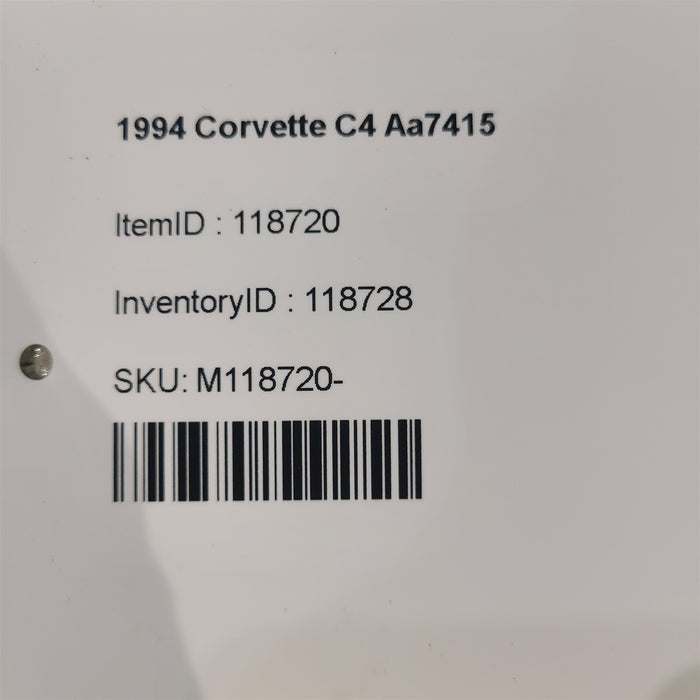 1994 Corvette C4 Aa7415
ItemID : 118720
InventoryID : 118728
SKU: M118720-